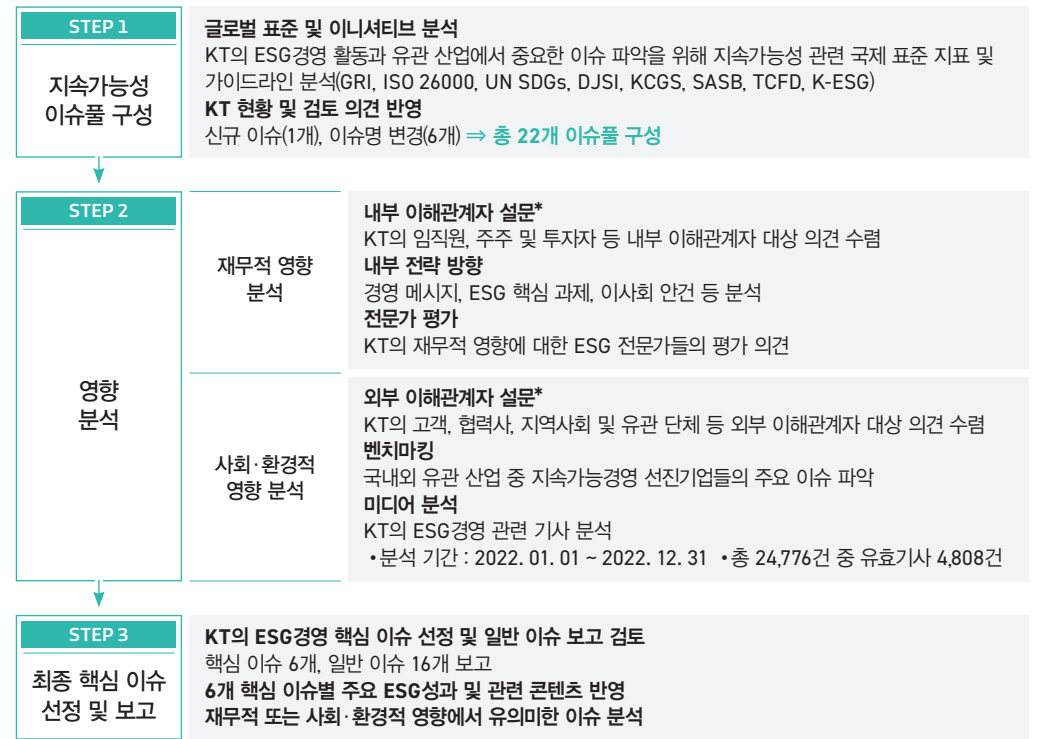 STEP 1
지속가능성
이슈풀 구성
글로벌 표준 및 이니셔티브 분석
KT의 ESG경영 활동과 유관 산업에서 중요한 이슈 파악을 위해 지속가능성 관련 국제 표준 지표 및
가이드라인 분석(GRI, ISO 26000, UN SDGs, DJSI, KCGS, SASB, TCFD, K-ESG)
KT 현황 및 검토 의견 반영
신규 이슈(1개), 이슈명 변경(6개) ⇒ 총 22개 이슈풀 구성
STEP 2
영향
분석
재무적 영향
분석
내부 이해관계자 설문*
KT의 임직원, 주주 및 투자자 등 내부 이해관계자 대상 의견 수렴
내부 전략 방향
경영 메시지, ESG 핵심 과제, 이사회 안건 등 분석
전문가 평가
KT의 재무적 영향에 대한 ESG 전문가들의 평가 의견
사회·환경적
영향 분석
외부 이해관계자 설문*
KT의 고객, 협력사, 지역사회 및 유관 단체 등 외부 이해관계자 대상 의견 수렴
벤치마킹
국내외 유관 산업 중 지속가능경영 선진기업들의 주요 이슈 파악
미디어 분석
KT의 ESG경영 관련 기사 분석
•분석 기간 : 2022. 01. 01 ~ 2022. 12. 31 •총 24,776건 중 유효기사 4,808건
STEP 3
최종 핵심 이슈
선정 및 보고
KT의 ESG경영 핵심 이슈 선정 및 일반 이슈 보고 검토
핵심 이슈 6개, 일반 이슈 16개 보고
6개 핵심 이슈별 주요 ESG성과 및 관련 콘텐츠 반영
재무적 또는 사회·환경적 영향에서 유의미한 이슈 분석